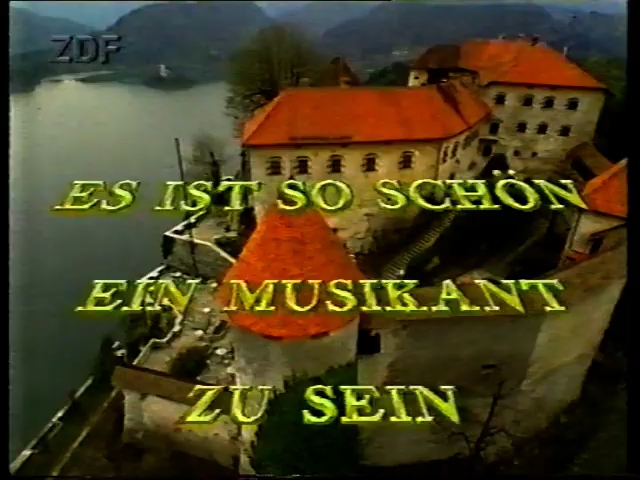 ZDF
ES IST SO SCHÖN
EIN MUSIKANT
ZU SEIN